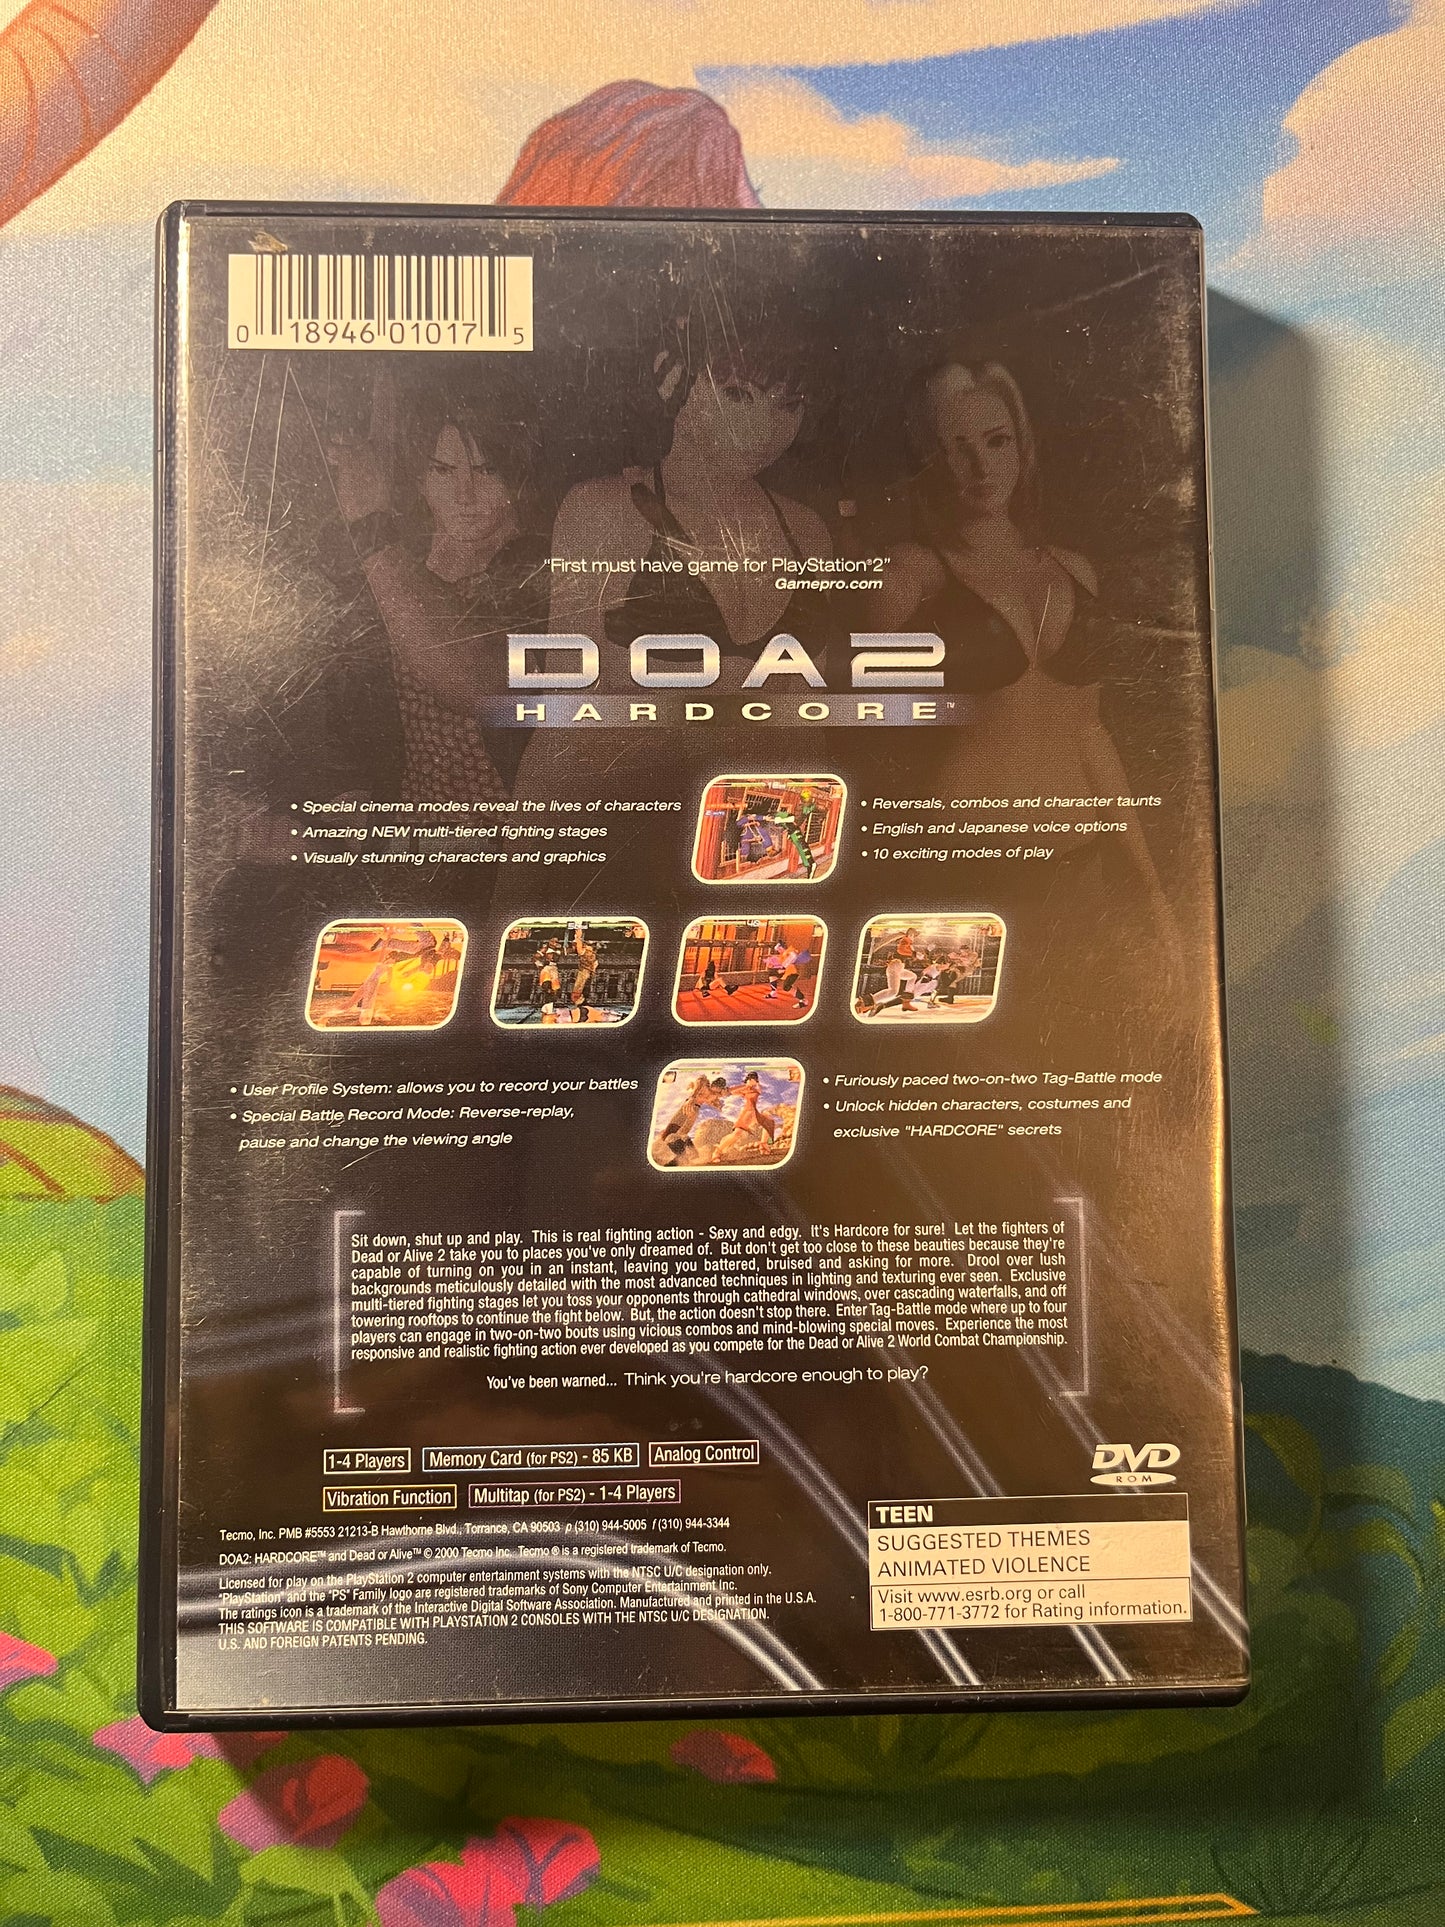 0 18946 01017 5
"First must have game for PlayStation®2"
Gamepro.com
DOA2
HARDCORE™
• Special cinema modes reveal the lives of characters
• Amazing NEW multi-tiered fighting stages
• Visually stunning characters and graphics
• Reversals, combos and character taunts
• English and Japanese voice options
• 10 exciting modes of play
• User Profile System: allows you to record your battles
• Special Battle Record Mode: Reverse-replay,
pause and change the viewing angle
• Furiously paced two-on-two Tag-Battle mode
• Unlock hidden characters, costumes and
exclusive "HARDCORE" secrets
Sit down, shut up and play. This is real fighting action - Sexy and edgy. It's Hardcore for sure! Let the fighters of
Dead or Alive 2 take you to places you've only dreamed of. But don't get too close to these beauties because they're
capable of turning on you in an instant, leaving you battered, bruised and asking for more. Drool over lush
backgrounds meticulously detailed with the most advanced techniques in lighting and texturing ever seen. Exclusive
multi-tiered fighting stages let you toss your opponents through cathedral windows, over cascading waterfalls, and off
towering rooftops to continue the fight below. But, the action doesn't stop there. Enter Tag-Battle mode where up to four
players can engage in two-on-two bouts using vicious combos and mind-blowing special moves. Experience the most
responsive and realistic fighting action ever developed as you compete for the Dead or Alive 2 World Combat Championship.
You've been warned... Think you're hardcore enough to play?
1-4 Players Memory Card (for PS2) - 85 KB Analog Control
Vibration Function Multitap (for PS2) - 1-4 Players
DVD
ROM
Tecmo, Inc. PMB #5553 21213-B Hawthorne Blvd., Torrance, CA 90503 p (310) 944-5005 f (310) 944-3344
DOA2: HARDCORE™ and Dead or Alive™ © 2000 Tecmo Inc. Tecmo ® is a registered trademark of Tecmo.
Licensed for play on the PlayStation 2 computer entertainment systems with the NTSC U/C designation only.
"PlayStation" and the "PS" Family logo are registered trademarks of Sony Computer Entertainment Inc.
The ratings icon is a trademark of the Interactive Digital Software Association. Manufactured and printed in the U.S.A.
THIS SOFTWARE IS COMPATIBLE WITH PLAYSTATION 2 CONSOLES WITH THE NTSC U/C DESIGNATION.
U.S. AND FOREIGN PATENTS PENDING.
TEEN
SUGGESTED THEMES
ANIMATED VIOLENCE
Visit www.esrb.org or call
1-800-771-3772 for Rating information.